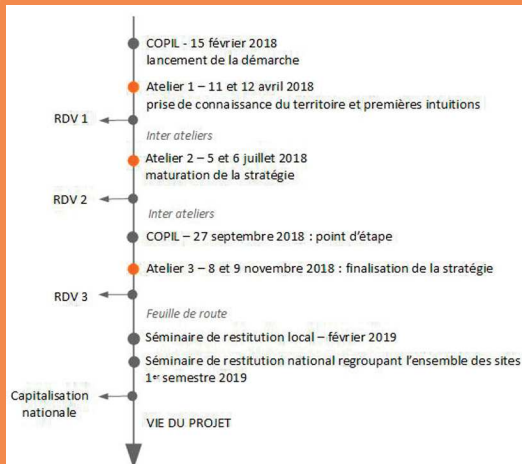 COPIL - 15 février 2018
lancement de la démarche
Atelier 1 – 11 et 12 avril 2018
prise de connaissance du territoire et premières intuitions
RDV 1
Inter ateliers
Atelier 2 – 5 et 6 juillet 2018
maturation de la stratégie
RDV 2
Inter ateliers
COPIL – 27 septembre 2018 : point d'étape
Atelier 3 – 8 et 9 novembre 2018 : finalisation de la stratégie
RDV 3
Feuille de route
Séminaire de restitution local – février 2019
Séminaire de restitution national regroupant l'ensemble des sites
1er semestre 2019
Capitalisation
nationale
VIE DU PROJET